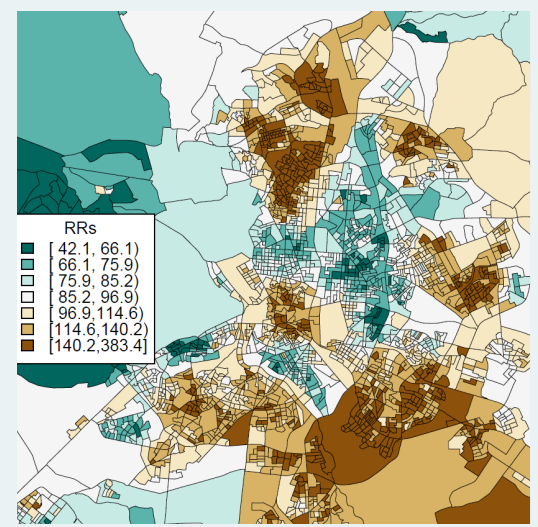 RRs
[ 42.1, 66.1)
[ 66.1, 75.9)
[ 75.9, 85.2)
[ 85.2, 96.9)
[ 96.9,114.6)
[114.6,140.2)
[140.2,383.4]